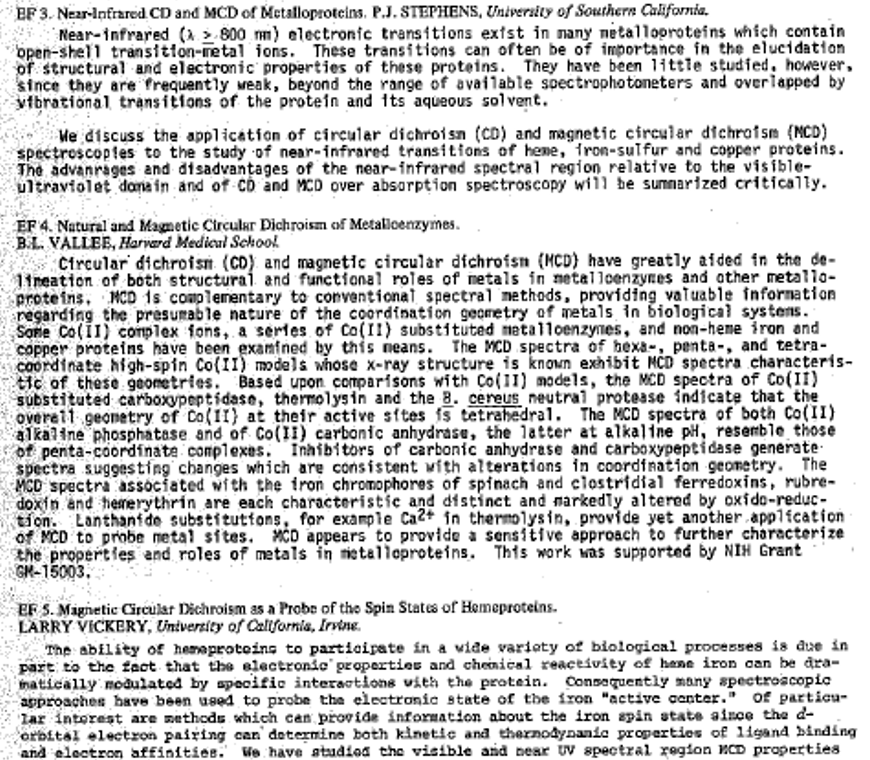 EF 3. Near-Infrared CD and MCD of Metalloproteins. P.J. STEPHENS, University of Southern California.
Near-infrared (λ > 800 nm) electronic transitions exist in many metalloproteins which contain
open-shell transition-metal ions. These transitions can often be of importance in the elucidation
of structural and electronic properties of these proteins. They have been little studied, however,
since they are frequently weak, beyond the range of available spectrophotometers and overlapped by
vibrational transitions of the protein and its aqueous solvent.
We discuss the application of circular dichroism (CD) and magnetic circular dichroism (MCD)
spectroscopies to the study of near-infrared transitions of heme, iron-sulfur and copper proteins.
The advanrages and disadvantages of the near-infrared spectral region relative to the visible-
ultraviolet domain and of CD and MCD over absorption spectroscopy will be summarized critically.
EF 4. Natural and Magnetic Circular Dichroism of Metalloenzymes.
B.L. VALLEE, Harvard Medical School.
Circular dichroism (CD) and magnetic circular dichroism (MCD) have greatly aided in the de-
lineation of both structural and functional roles of metals in metalloenzymes and other metallo-
proteins. MCD is complementary to conventional spectral methods, providing valuable information
regarding the presumable nature of the coordination geometry of metals in biological systems.
Some Co(II) complex ions, a series of Co(II) substituted metalloenzymes, and non-heme iron and
copper proteins have been examined by this means. The MCD spectra of hexa-, penta-, and tetra-
coordinate high-spin Co(II) models whose x-ray structure is known exhibit MCD spectra characteris-
tic of these geometries. Based upon comparisons with Co(II) models, the MCD spectra of Co(II)
substituted carboxypeptidase, thermolysin and the B. cereus neutral protease indicate that the
overall geometry of Co(II) at their active sites is tetrahedral. The MCD spectra of both Co(II)
alkaline phosphatase and of Co(II) carbonic anhydrase, the latter at alkaline pH, resemble those
of penta-coordinate complexes. Inhibitors of carbonic anhydrase and carboxypeptidase generate
spectra suggesting changes which are consistent with alterations in coordination geometry. The
MCD spectra associated with the iron chromophores of spinach and clostridial ferredoxins, rubre-
doxin and hemerythrin are each characteristic and distinct and markedly altered by oxido-reduc-
tion. Lanthanide substitutions, for example Ca2+ in thermolysin, provide yet another application
of MCD to probe metal sites. MCD appears to provide a sensitive approach to further characterize
the properties and roles of metals in metalloproteins. This work was supported by NIH Grant
GM-15003.
EF 5. Magnetic Circular Dichroism as a Probe of the Spin States of Hemeproteins.
LARRY VICKERY, University of California, Irvine.
The ability of hemeproteins to participate in a wide variety of biological processes is due in
part to the fact that the electronic properties and chemical reactivity of heme iron can be dra-
matically modulated by specific interactions with the protein. Consequently many spectroscopic
approaches have been used to probe the electronic state of the iron "active center." Of particu-
lar interest are methods which can provide information about the iron spin state since the d-
orbital electron pairing can determine both kinetic and thermodynamic properties of ligand binding
and electron affinities. We have studied the visible and near UV spectral region MCD properties